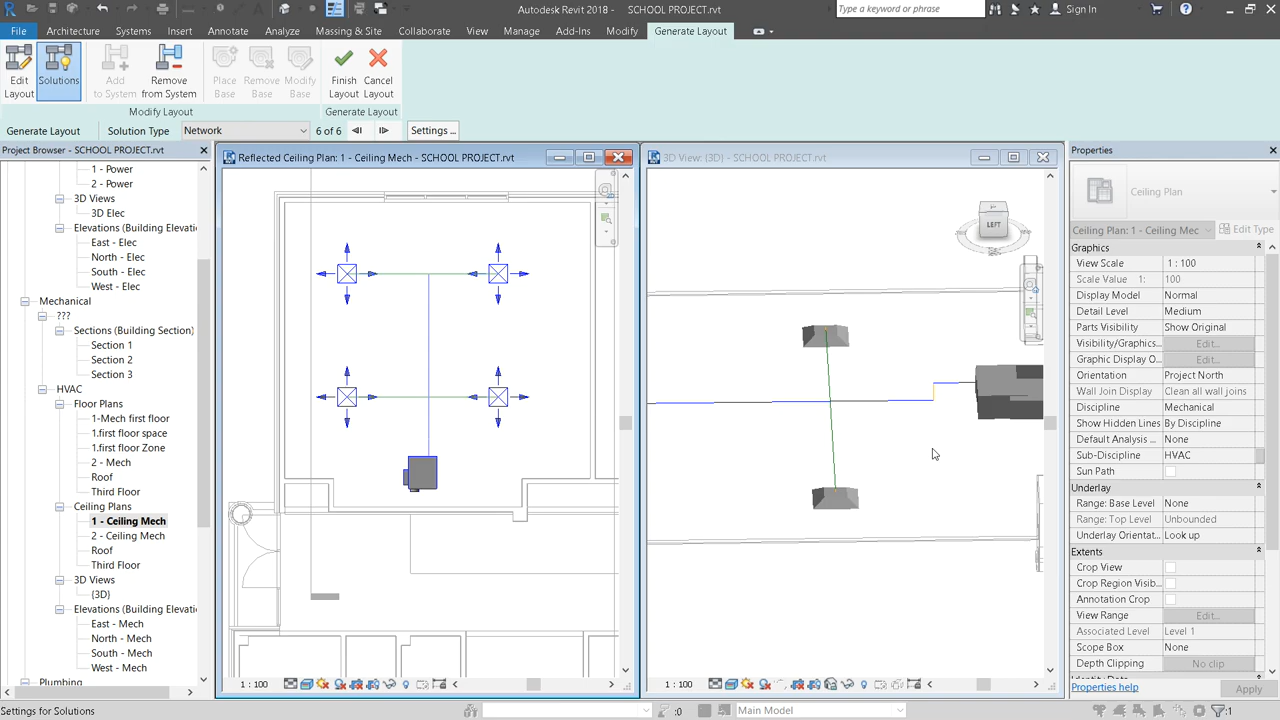 Autodesk Revit 2018 - SCHOOL PROJECT.rvt
Type a keyword or phrase
Sign In
File Architecture Systems Insert Annotate Analyze Massing & Site Collaborate View Manage Add-Ins Modify Generate Layout
Edit Layout
Solutions
Add to System
Remove from System
Place Base
Remove Base
Modify Base
Finish Layout
Cancel Layout
Modify Layout
Generate Layout
Generate Layout Solution Type Network 6 of 6 Settings ...
Project Browser - SCHOOL PROJECT.rvt
1 - Power
2 - Power
3D Views
3D Elec
Elevations (Building Elevati
East - Elec
North - Elec
South - Elec
West - Elec
Mechanical
???
Sections (Building Section)
Section 1
Section 2
Section 3
HVAC
Floor Plans
1-Mech first floor
1.first floor space
1.first floor Zone
2 - Mech
Roof
Third Floor
Ceiling Plans
1 - Ceiling Mech
2 - Ceiling Mech
Roof
Third Floor
3D Views
(3D)
Elevations (Building Elevatio
East - Mech
North - Mech
South - Mech
West - Mech
Plumbing
Reflected Ceiling Plan: 1 - Ceiling Mech - SCHOOL PROJECT.rvt
1 : 100
3D View: (3D) - SCHOOL PROJECT.rvt
LEFT
1 : 100
Properties
Ceiling Plan
Ceiling Plan: 1 - Ceiling Mec Edit Type
Graphics
View Scale 1 : 100
Scale Value 1: 100
Display Model Normal
Detail Level Medium
Parts Visibility Show Original
Visibility/Graphics... Edit...
Graphic Display O... Edit...
Orientation Project North
Wall Join Display Clean all wall joins
Discipline Mechanical
Show Hidden Lines By Discipline
Default Analysis ... None
Sub-Discipline HVAC
Sun Path
Underlay
Range: Base Level None
Range: Top Level Unbounded
Underlay Orientat... Look up
Extents
Crop View
Crop Region Visib...
Annotation Crop
View Range Edit...
Associated Level Level 1
Scope Box None
Depth Clipping No clip
Properties help Apply
Settings for Solutions
:0
Main Model
:1